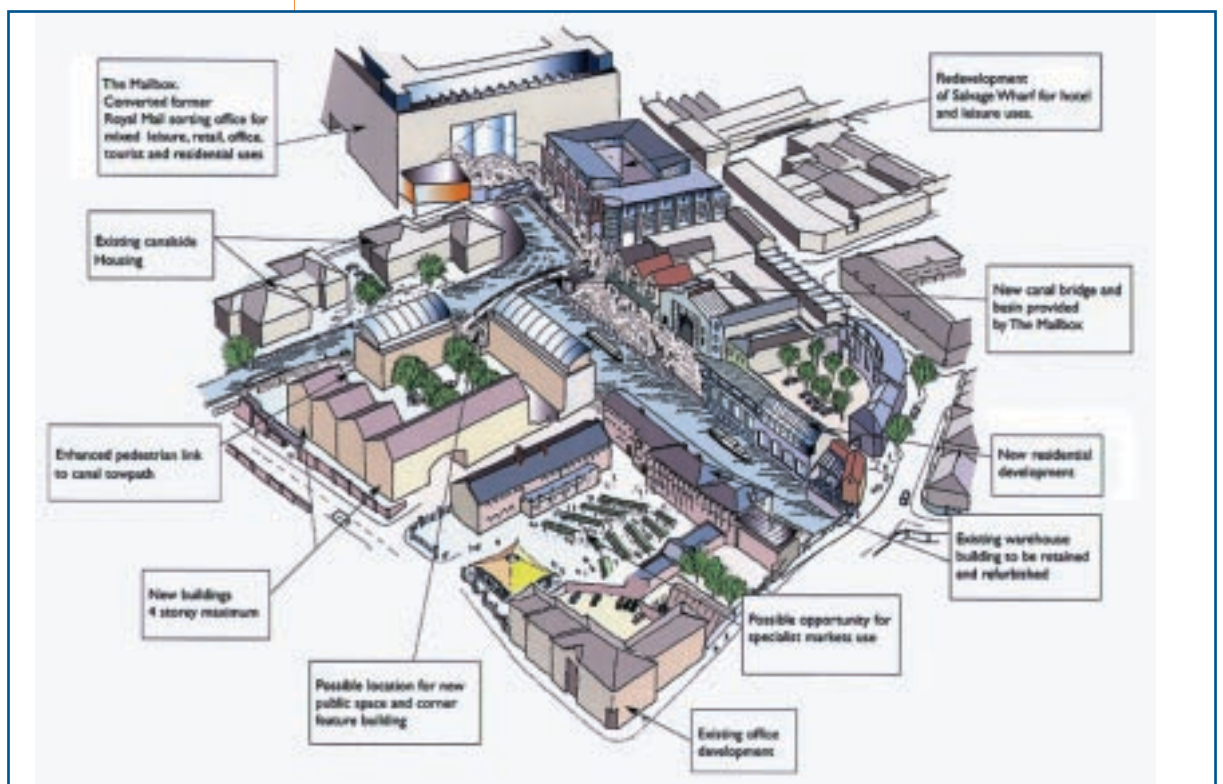 The Mailbox.
Converted former
Royal Mail sorting office for
mixed leisure, retail, office,
tourist and residential uses
Redevelopment
of Salvage Wharf for hotel
and leisure uses.
Existing canalside
Housing
New canal bridge and
basin provided
by The Mailbox
Enhanced pedestrian link
to canal towpath
New residential
development
Existing warehouse
building to be retained
and refurbished
New buildings
4 storey maximum
Possible opportunity for
specialist markets use
Possible location for new
public space and corner
feature building
Existing office
development